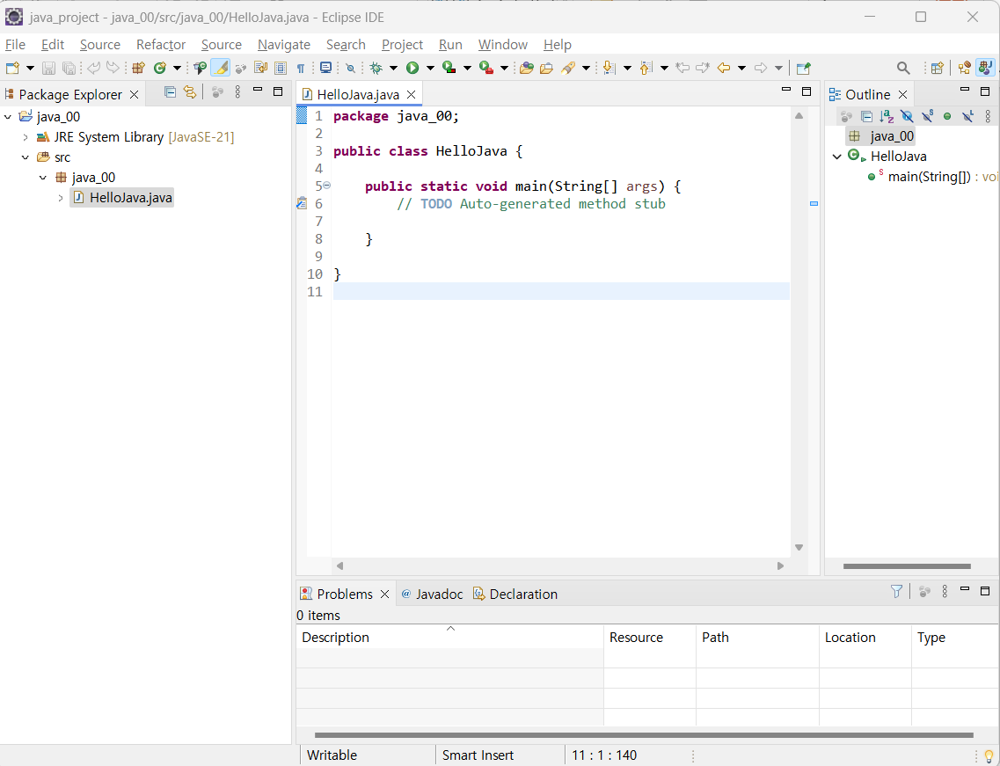 java_project - java_00/src/java_00/HelloJava.java - Eclipse IDE
File Edit Source Refactor Source Navigate Search Project Run Window Help
Package Explorer
java_00
JRE System Library [JavaSE-21]
src
java_00
HelloJava.java
HelloJava.java
1 package java_00;
2
3 public class HelloJava {
4
5 public static void main(String[] args) {
6 // TODO Auto-generated method stub
7
8 }
9
10 }
11
Outline
java_00
HelloJava
main(String[]) : voi
Problems @ Javadoc Declaration
0 items
Description Resource Path Location Type
Writable Smart Insert 11 : 1 : 140